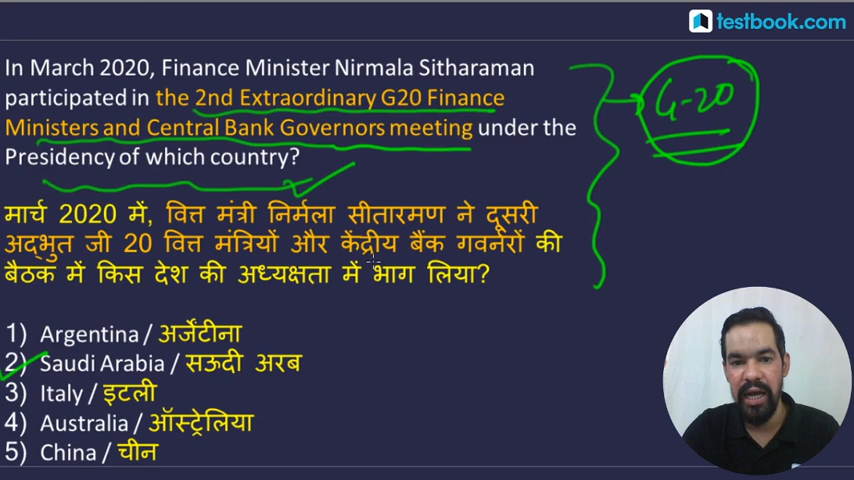 testbook.com
In March 2020, Finance Minister Nirmala Sitharaman
participated in the 2nd Extraordinary G20 Finance
Ministers and Central Bank Governors meeting under the
Presidency of which country?
G-20
मार्च 2020 में, वित्त मंत्री निर्मला सीतारमण ने दूसरी
अद्भुत जी 20 वित्त मंत्रियों और केंद्रीय बैंक गवर्नरों की
बैठक में किस देश की अध्यक्षता में भाग लिया?
1) Argentina / अर्जेंटीना
2) Saudi Arabia / सऊदी अरब
3) Italy / इटली
4) Australia / ऑस्ट्रेलिया
5) China / चीन